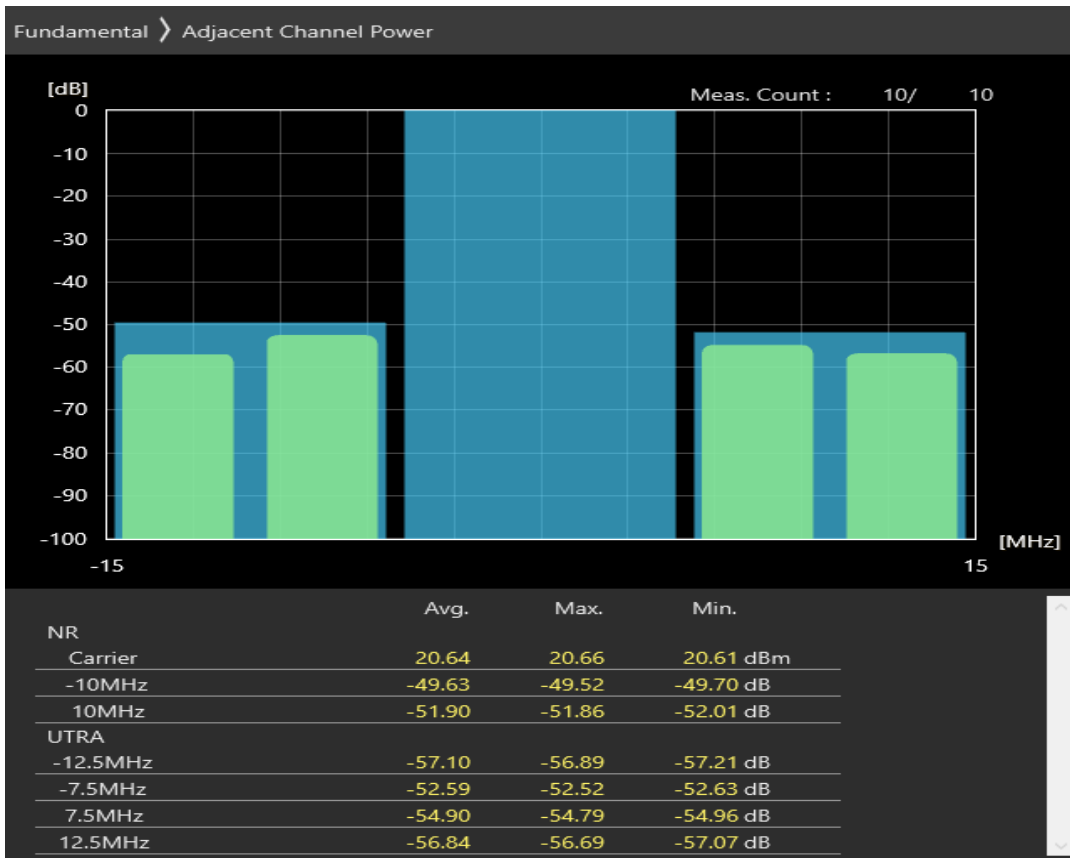 Fundamental 〉 Adjacent Channel Power
[dB]
Meas. Count : 10/ 10
0
-10
-20
-30
-40
-50
-60
-70
-80
-90
-100
[MHz]
-15 15
Avg. Max. Min.
NR
Carrier 20.64 20.66 20.61 dBm
-10MHz -49.63 -49.52 -49.70 dB
10MHz -51.90 -51.86 -52.01 dB
UTRA
-12.5MHz -57.10 -56.89 -57.21 dB
-7.5MHz -52.59 -52.52 -52.63 dB
7.5MHz -54.90 -54.79 -54.96 dB
12.5MHz -56.84 -56.69 -57.07 dB